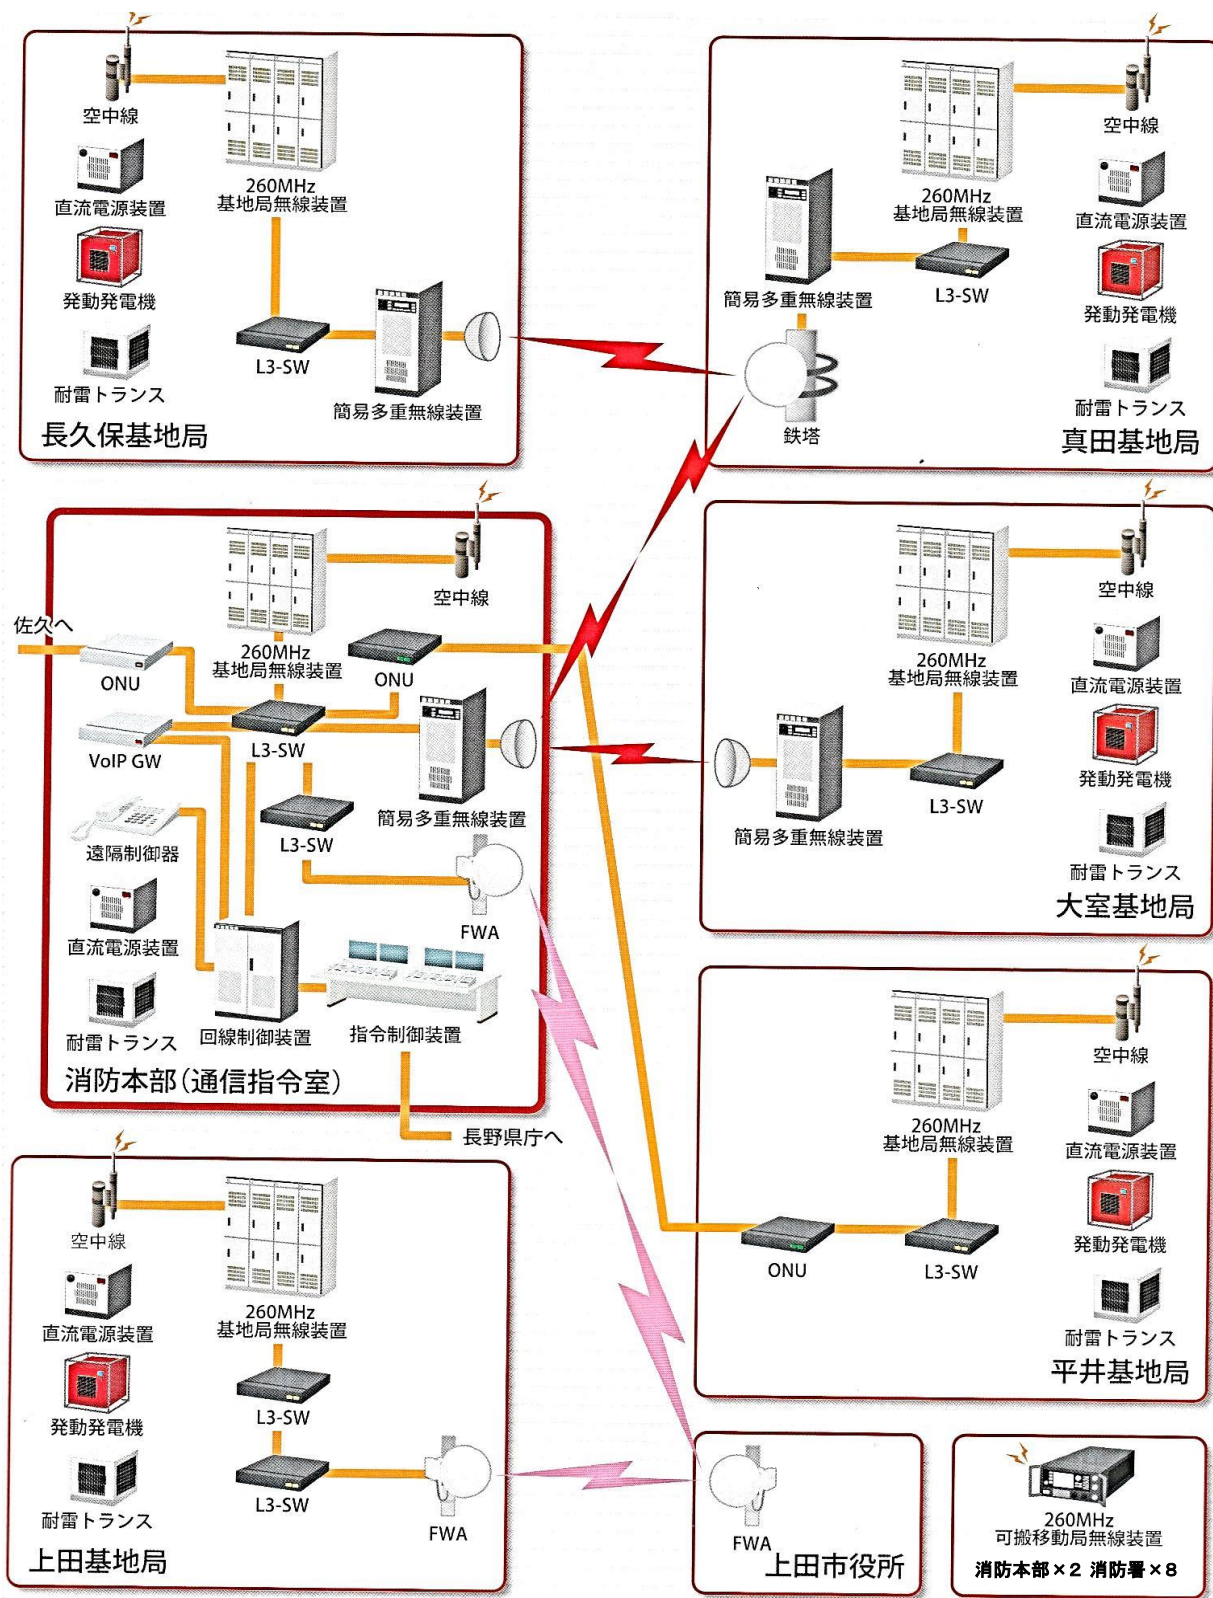 空中線
260MHz
基地局無線装置
直流電源装置
発動発電機
耐雷トランス
L3-SW
簡易多重無線装置
長久保基地局
空中線
260MHz
基地局無線装置
直流電源装置
簡易多重無線装置
L3-SW
発動発電機
耐雷トランス
鉄塔
真田基地局
佐久へ
空中線
260MHz
基地局無線装置
ONU
ONU
VoIP GW
L3-SW
簡易多重無線装置
L3-SW
遠隔制御器
FWA
直流電源装置
耐雷トランス
回線制御装置
指令制御装置
消防本部(通信指令室)
長野県庁へ
空中線
260MHz
基地局無線装置
直流電源装置
発動発電機
L3-SW
簡易多重無線装置
耐雷トランス
大室基地局
空中線
260MHz
基地局無線装置
直流電源装置
発動発電機
ONU
L3-SW
耐雷トランス
平井基地局
空中線
260MHz
基地局無線装置
直流電源装置
発動発電機
L3-SW
L3-SW
耐雷トランス
FWA
上田基地局
FWA
上田市役所
260MHz
可搬移動局無線装置
消防本部×2 消防署×8